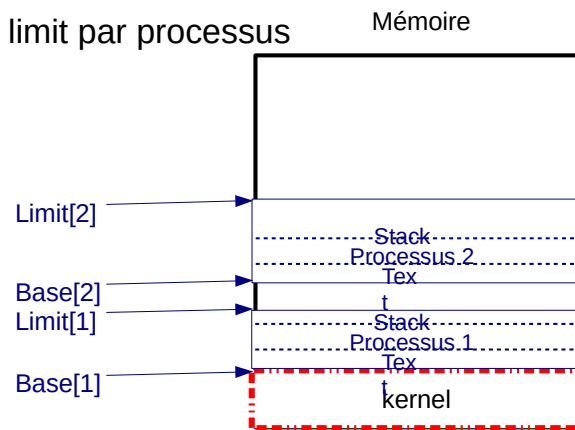 limit par processus
Mémoire
Limit[2]
Stack
Processus 2
Tex
t
Base[2]
Limit[1]
Stack
Processus 1
Tex
t
Base[1]
kernel